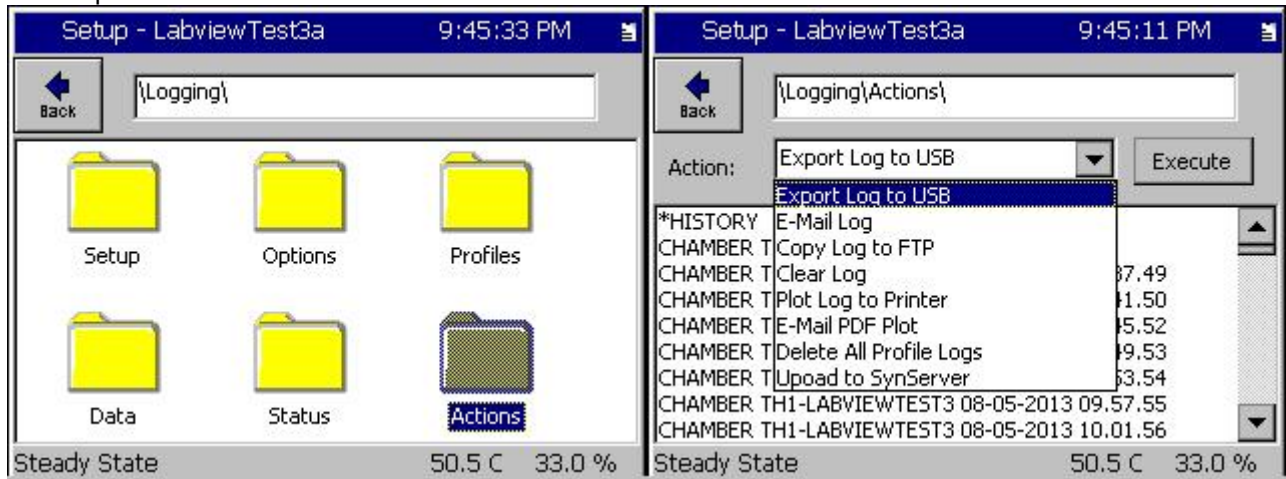 Setup - LabviewTest3a 9:45:33 PM
Back \Logging\
Setup Options Profiles
Data Status Actions
Steady State 50.5 C 33.0 %
Setup - LabviewTest3a 9:45:11 PM
Back \Logging\Actions\
Action: Export Log to USB Execute
Export Log to USB
*HISTORY E-Mail Log
CHAMBER T Copy Log to FTP
CHAMBER T Clear Log 37.49
CHAMBER T Plot Log to Printer 41.50
CHAMBER T E-Mail PDF Plot 45.52
CHAMBER T Delete All Profile Logs 49.53
CHAMBER T Upoad to SynServer 53.54
CHAMBER TH1-LABVIEWTEST3 08-05-2013 09.57.55
CHAMBER TH1-LABVIEWTEST3 08-05-2013 10.01.56
Steady State 50.5 C 33.0 %